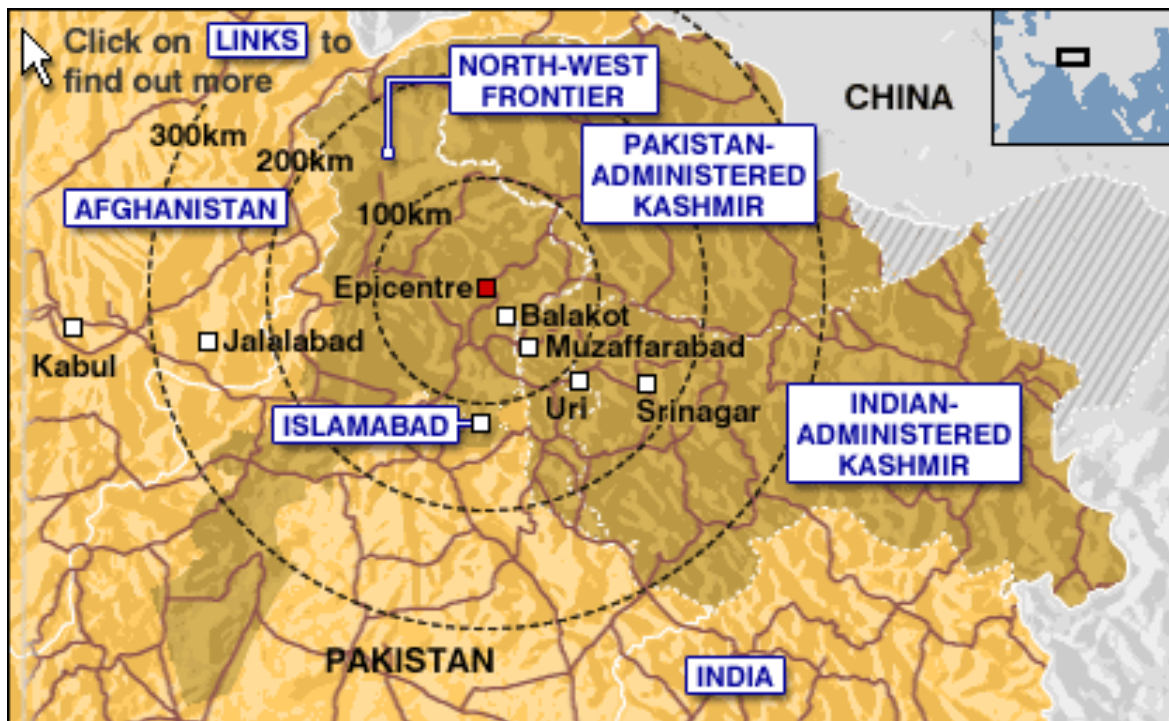 Click on LINKS to
find out more
NORTH-WEST
FRONTIER
CHINA
300km
200km
PAKISTAN-
ADMINISTERED
KASHMIR
AFGHANISTAN
100km
Epicentre
Balakot
Jalalabad
Muzaffarabad
Kabul
Uri
Srinagar
ISLAMABAD
INDIAN-
ADMINISTERED
KASHMIR
PAKISTAN
INDIA